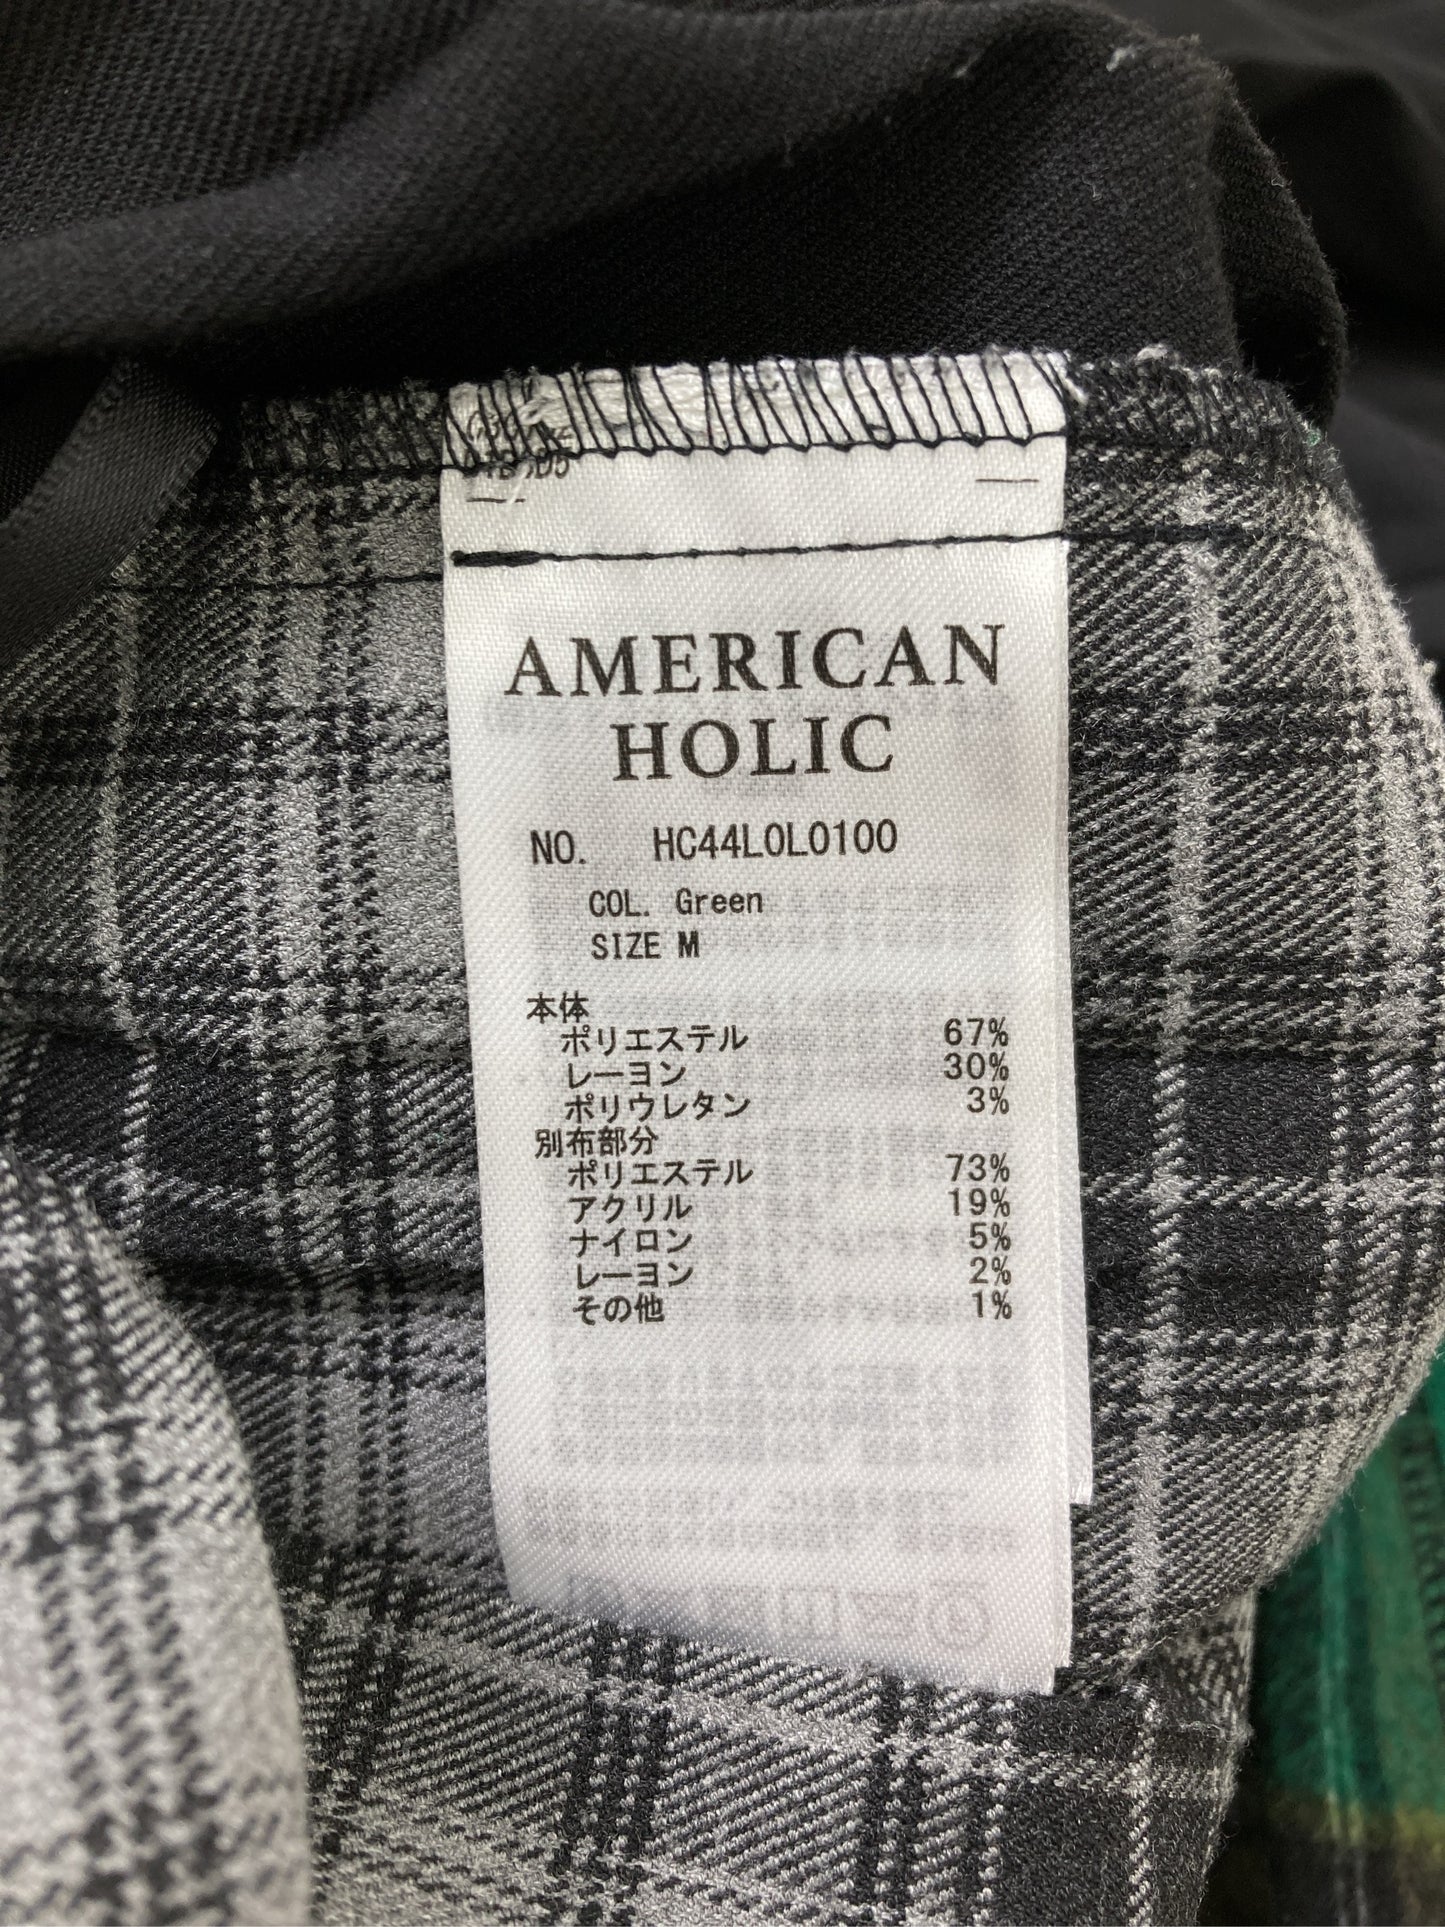 AMERICAN
HOLIC
NO. HC44L0L0100
COL. Green
SIZE M
本体
ポリエステル 67%
レーヨン 30%
ポリウレタン 3%
別布部分
ポリエステル 73%
アクリル 19%
ナイロン 5%
レーヨン 2%
その他 1%